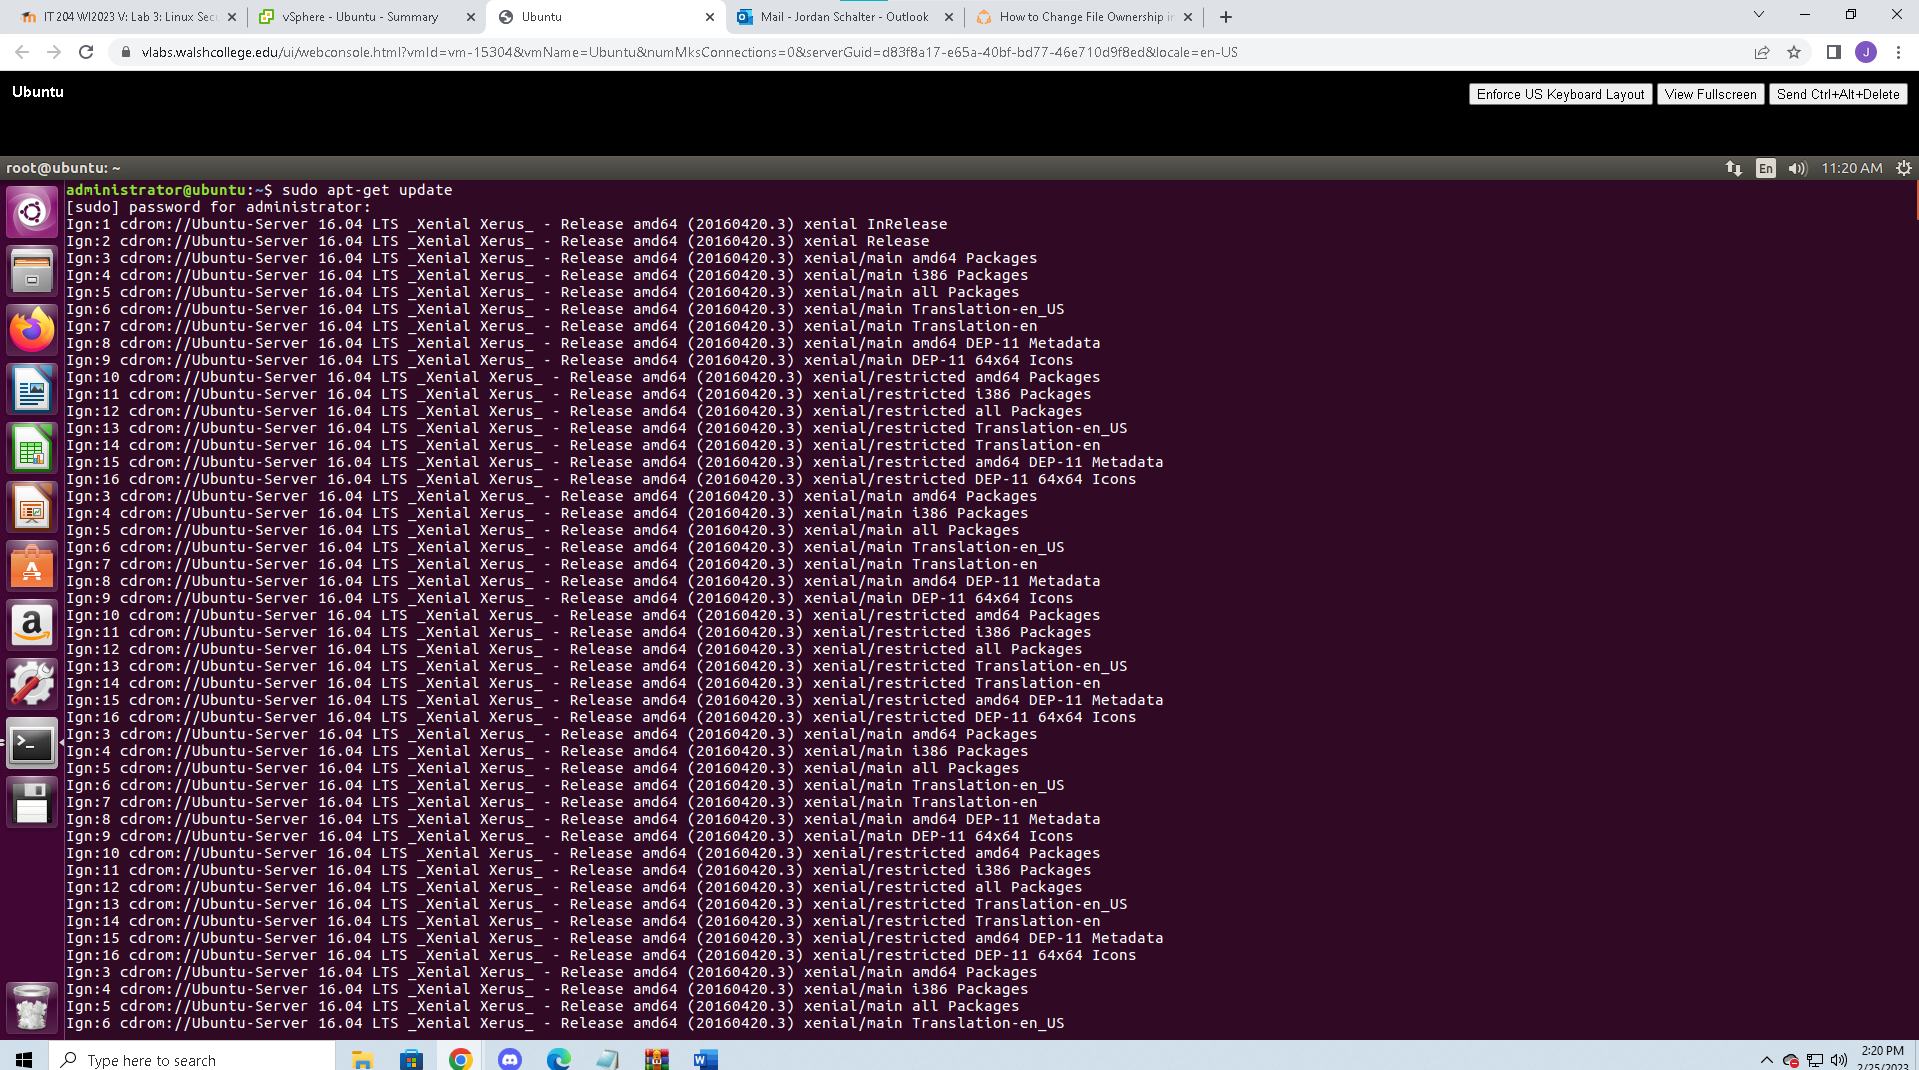 IT 204 WI2023 V: Lab 3: Linux Sec
vSphere - Ubuntu - Summary
Ubuntu
Mail - Jordan Schalter - Outlook
How to Change File Ownership in
vlabs.walshcollege.edu/ui/webconsole.html?vmId=vm-15304&vmName=Ubuntu&numMksConnections=0&serverGuid=d83f8a17-e65a-40bf-bd77-46e710d9f8ed&locale=en-US
J
Ubuntu
Enforce US Keyboard Layout
View Fullscreen
Send Ctrl+Alt+Delete
root@ubuntu: ~
En
11:20 AM
administrator@ubuntu:~$ sudo apt-get update
[sudo] password for administrator:
Ign:1 cdrom://Ubuntu-Server 16.04 LTS _Xenial Xerus_ - Release amd64 (20160420.3) xenial InRelease
Ign:2 cdrom://Ubuntu-Server 16.04 LTS _Xenial Xerus_ - Release amd64 (20160420.3) xenial Release
Ign:3 cdrom://Ubuntu-Server 16.04 LTS _Xenial Xerus_ - Release amd64 (20160420.3) xenial/main amd64 Packages
Ign:4 cdrom://Ubuntu-Server 16.04 LTS _Xenial Xerus_ - Release amd64 (20160420.3) xenial/main i386 Packages
Ign:5 cdrom://Ubuntu-Server 16.04 LTS _Xenial Xerus_ - Release amd64 (20160420.3) xenial/main all Packages
Ign:6 cdrom://Ubuntu-Server 16.04 LTS _Xenial Xerus_ - Release amd64 (20160420.3) xenial/main Translation-en_US
Ign:7 cdrom://Ubuntu-Server 16.04 LTS _Xenial Xerus_ - Release amd64 (20160420.3) xenial/main Translation-en
Ign:8 cdrom://Ubuntu-Server 16.04 LTS _Xenial Xerus_ - Release amd64 (20160420.3) xenial/main amd64 DEP-11 Metadata
Ign:9 cdrom://Ubuntu-Server 16.04 LTS _Xenial Xerus_ - Release amd64 (20160420.3) xenial/main DEP-11 64x64 Icons
Ign:10 cdrom://Ubuntu-Server 16.04 LTS _Xenial Xerus_ - Release amd64 (20160420.3) xenial/restricted amd64 Packages
Ign:11 cdrom://Ubuntu-Server 16.04 LTS _Xenial Xerus_ - Release amd64 (20160420.3) xenial/restricted i386 Packages
Ign:12 cdrom://Ubuntu-Server 16.04 LTS _Xenial Xerus_ - Release amd64 (20160420.3) xenial/restricted all Packages
Ign:13 cdrom://Ubuntu-Server 16.04 LTS _Xenial Xerus_ - Release amd64 (20160420.3) xenial/restricted Translation-en_US
Ign:14 cdrom://Ubuntu-Server 16.04 LTS _Xenial Xerus_ - Release amd64 (20160420.3) xenial/restricted Translation-en
Ign:15 cdrom://Ubuntu-Server 16.04 LTS _Xenial Xerus_ - Release amd64 (20160420.3) xenial/restricted amd64 DEP-11 Metadata
Ign:16 cdrom://Ubuntu-Server 16.04 LTS _Xenial Xerus_ - Release amd64 (20160420.3) xenial/restricted DEP-11 64x64 Icons
Ign:3 cdrom://Ubuntu-Server 16.04 LTS _Xenial Xerus_ - Release amd64 (20160420.3) xenial/main amd64 Packages
Ign:4 cdrom://Ubuntu-Server 16.04 LTS _Xenial Xerus_ - Release amd64 (20160420.3) xenial/main i386 Packages
Ign:5 cdrom://Ubuntu-Server 16.04 LTS _Xenial Xerus_ - Release amd64 (20160420.3) xenial/main all Packages
Ign:6 cdrom://Ubuntu-Server 16.04 LTS _Xenial Xerus_ - Release amd64 (20160420.3) xenial/main Translation-en_US
Ign:7 cdrom://Ubuntu-Server 16.04 LTS _Xenial Xerus_ - Release amd64 (20160420.3) xenial/main Translation-en
Ign:8 cdrom://Ubuntu-Server 16.04 LTS _Xenial Xerus_ - Release amd64 (20160420.3) xenial/main amd64 DEP-11 Metadata
Ign:9 cdrom://Ubuntu-Server 16.04 LTS _Xenial Xerus_ - Release amd64 (20160420.3) xenial/main DEP-11 64x64 Icons
Ign:10 cdrom://Ubuntu-Server 16.04 LTS _Xenial Xerus_ - Release amd64 (20160420.3) xenial/restricted amd64 Packages
Ign:11 cdrom://Ubuntu-Server 16.04 LTS _Xenial Xerus_ - Release amd64 (20160420.3) xenial/restricted i386 Packages
Ign:12 cdrom://Ubuntu-Server 16.04 LTS _Xenial Xerus_ - Release amd64 (20160420.3) xenial/restricted all Packages
Ign:13 cdrom://Ubuntu-Server 16.04 LTS _Xenial Xerus_ - Release amd64 (20160420.3) xenial/restricted Translation-en_US
Ign:14 cdrom://Ubuntu-Server 16.04 LTS _Xenial Xerus_ - Release amd64 (20160420.3) xenial/restricted Translation-en
Ign:15 cdrom://Ubuntu-Server 16.04 LTS _Xenial Xerus_ - Release amd64 (20160420.3) xenial/restricted amd64 DEP-11 Metadata
Ign:16 cdrom://Ubuntu-Server 16.04 LTS _Xenial Xerus_ - Release amd64 (20160420.3) xenial/restricted DEP-11 64x64 Icons
Ign:3 cdrom://Ubuntu-Server 16.04 LTS _Xenial Xerus_ - Release amd64 (20160420.3) xenial/main amd64 Packages
Ign:4 cdrom://Ubuntu-Server 16.04 LTS _Xenial Xerus_ - Release amd64 (20160420.3) xenial/main i386 Packages
Ign:5 cdrom://Ubuntu-Server 16.04 LTS _Xenial Xerus_ - Release amd64 (20160420.3) xenial/main all Packages
Ign:6 cdrom://Ubuntu-Server 16.04 LTS _Xenial Xerus_ - Release amd64 (20160420.3) xenial/main Translation-en_US
Ign:7 cdrom://Ubuntu-Server 16.04 LTS _Xenial Xerus_ - Release amd64 (20160420.3) xenial/main Translation-en
Ign:8 cdrom://Ubuntu-Server 16.04 LTS _Xenial Xerus_ - Release amd64 (20160420.3) xenial/main amd64 DEP-11 Metadata
Ign:9 cdrom://Ubuntu-Server 16.04 LTS _Xenial Xerus_ - Release amd64 (20160420.3) xenial/main DEP-11 64x64 Icons
Ign:10 cdrom://Ubuntu-Server 16.04 LTS _Xenial Xerus_ - Release amd64 (20160420.3) xenial/restricted amd64 Packages
Ign:11 cdrom://Ubuntu-Server 16.04 LTS _Xenial Xerus_ - Release amd64 (20160420.3) xenial/restricted i386 Packages
Ign:12 cdrom://Ubuntu-Server 16.04 LTS _Xenial Xerus_ - Release amd64 (20160420.3) xenial/restricted all Packages
Ign:13 cdrom://Ubuntu-Server 16.04 LTS _Xenial Xerus_ - Release amd64 (20160420.3) xenial/restricted Translation-en_US
Ign:14 cdrom://Ubuntu-Server 16.04 LTS _Xenial Xerus_ - Release amd64 (20160420.3) xenial/restricted Translation-en
Ign:15 cdrom://Ubuntu-Server 16.04 LTS _Xenial Xerus_ - Release amd64 (20160420.3) xenial/restricted amd64 DEP-11 Metadata
Ign:16 cdrom://Ubuntu-Server 16.04 LTS _Xenial Xerus_ - Release amd64 (20160420.3) xenial/restricted DEP-11 64x64 Icons
Ign:3 cdrom://Ubuntu-Server 16.04 LTS _Xenial Xerus_ - Release amd64 (20160420.3) xenial/main amd64 Packages
Ign:4 cdrom://Ubuntu-Server 16.04 LTS _Xenial Xerus_ - Release amd64 (20160420.3) xenial/main i386 Packages
Ign:5 cdrom://Ubuntu-Server 16.04 LTS _Xenial Xerus_ - Release amd64 (20160420.3) xenial/main all Packages
Ign:6 cdrom://Ubuntu-Server 16.04 LTS _Xenial Xerus_ - Release amd64 (20160420.3) xenial/main Translation-en_US
Type here to search
2:20 PM
2/25/2023